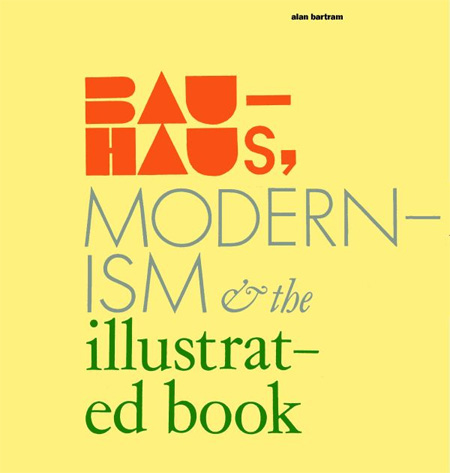 alan bartram
BAU–
HAUS,
MODERN–
ISM & the
illustrat–
ed book